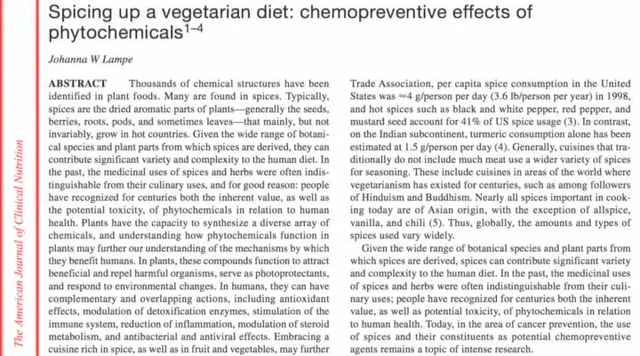 Spicing up a vegetarian diet: chemopreventive effects of
phytochemicals1–4
Johanna W Lampe
ABSTRACT Thousands of chemical structures have been
identified in plant foods. Many are found in spices. Typically,
spices are the dried aromatic parts of plants—generally the seeds,
berries, roots, pods, and sometimes leaves—that mainly, but not
invariably, grow in hot countries. Given the wide range of botani-
cal species and plant parts from which spices are derived, they can
contribute significant variety and complexity to the human diet. In
the past, the medicinal uses of spices and herbs were often indis-
tinguishable from their culinary uses, and for good reason: people
have recognized for centuries both the inherent value, as well as
the potential toxicity, of phytochemicals in relation to human
health. Plants have the capacity to synthesize a diverse array of
chemicals, and understanding how phytochemicals function in
plants may further our understanding of the mechanisms by which
they benefit humans. In plants, these compounds function to attract
beneficial and repel harmful organisms, serve as photoprotectants,
and respond to environmental changes. In humans, they can have
complementary and overlapping actions, including antioxidant
effects, modulation of detoxification enzymes, stimulation of the
immune system, reduction of inflammation, modulation of steroid
metabolism, and antibacterial and antiviral effects. Embracing a
cuisine rich in spice, as well as in fruit and vegetables, may further
Trade Association, per capita spice consumption in the United
States was ≈4 g/person per day (3.6 lb/person per year) in 1998,
and hot spices such as black and white pepper, red pepper, and
mustard seed account for 41% of US spice usage (3). In contrast,
on the Indian subcontinent, turmeric consumption alone has been
estimated at 1.5 g/person per day (4). Generally, cuisines that tra-
ditionally do not include much meat use a wider variety of spices
for seasoning. These include cuisines in areas of the world where
vegetarianism has existed for centuries, such as among followers
of Hinduism and Buddhism. Nearly all spices important in cook-
ing today are of Asian origin, with the exception of allspice,
vanilla, and chili (5). Thus, globally, the amounts and types of
spices used vary widely.
Given the wide range of botanical species and plant parts from
which spices are derived, spices can contribute significant variety
and complexity to the human diet. In the past, the medicinal uses
of spices and herbs were often indistinguishable from their culi-
nary uses; people have recognized for centuries both the inherent
value, as well as potential toxicity, of phytochemicals in relation
to human health. Today, in the area of cancer prevention, the use
of spices and their constituents as potential chemopreventive
agents remains a topic of intense research.
The American Journal of Clinical Nutrition